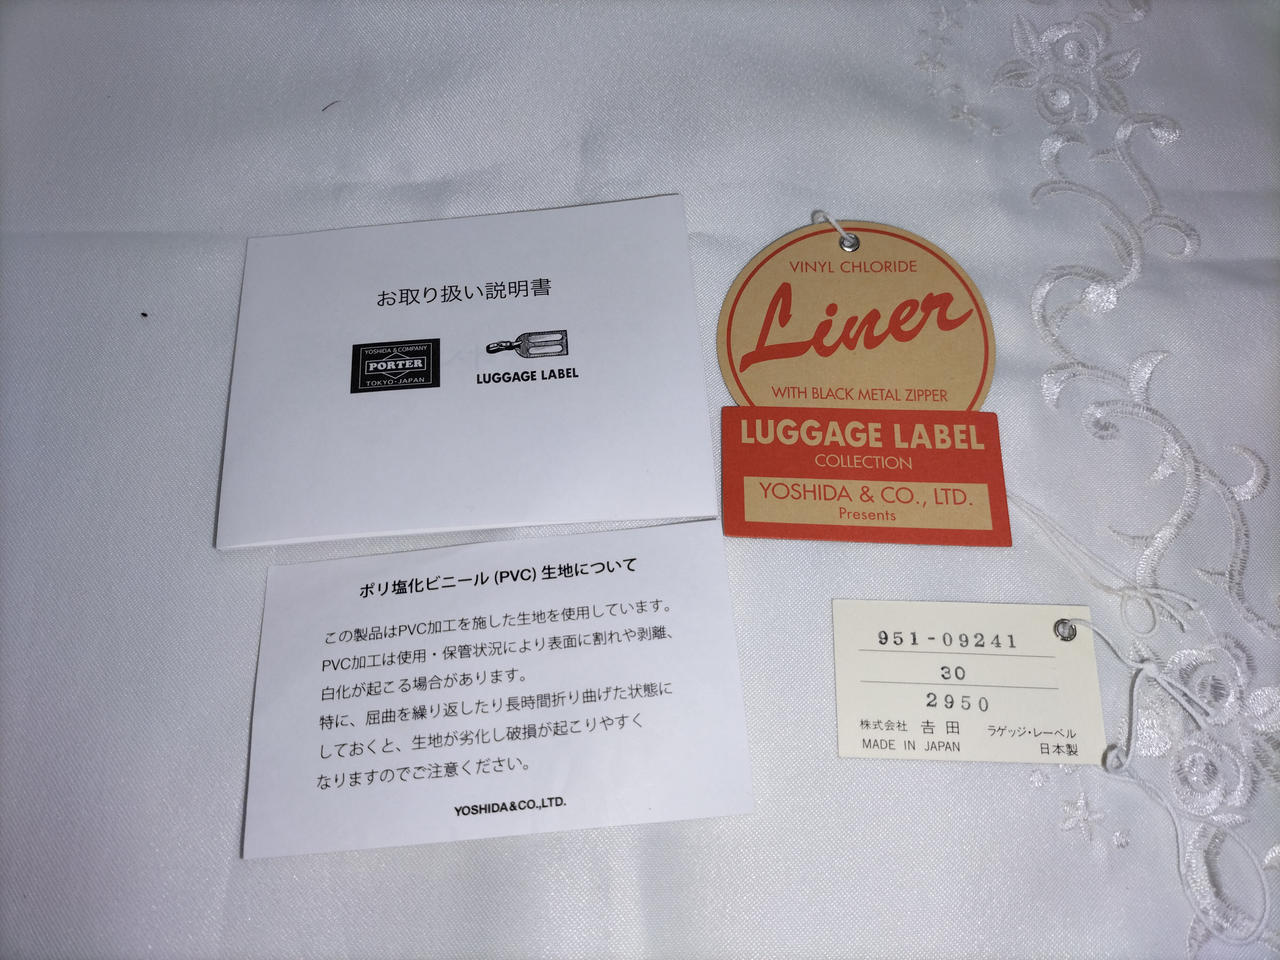 お取り扱い説明書
YOSHIDA & COMPANY
PORTER
TOKYO・JAPAN
LUGGAGE LABEL
VINYL CHLORIDE
Liner
WITH BLACK METAL ZIPPER
LUGGAGE LABEL
COLLECTION
YOSHIDA & CO., LTD.
Presents
ポリ塩化ビニール (PVC) 生地について
この製品はPVC加工を施した生地を使用しています。
PVC加工は使用・保管状況により表面に割れや剥離、
白化が起こる場合があります。
特に、屈曲を繰り返したり長時間折り曲げた状態に
しておくと、生地が劣化し破損が起こりやすく
なりますのでご注意ください。
YOSHIDA&CO.,LTD.
951-09241
30
2950
株式会社 𠮷田 ラゲッジ・レーベル
MADE IN JAPAN 日本製